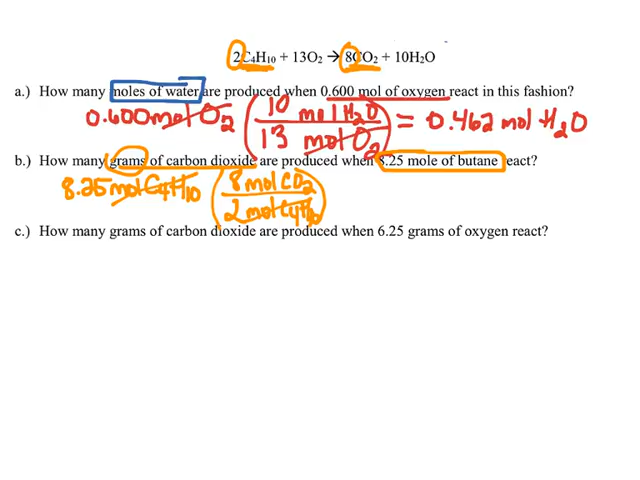 2C₄H₁₀ + 13O₂ → 8CO₂ + 10H₂O
a.) How many moles of water are produced when 0.600 mol of oxygen react in this fashion?
0.600 mol O₂ (10 mol H₂O / 13 mol O₂) = 0.462 mol H₂O
b.) How many grams of carbon dioxide are produced when 8.25 mole of butane react?
8.25 mol C₄H₁₀ (8 mol CO₂ / 2 mol C₄H₁₀)
c.) How many grams of carbon dioxide are produced when 6.25 grams of oxygen react?